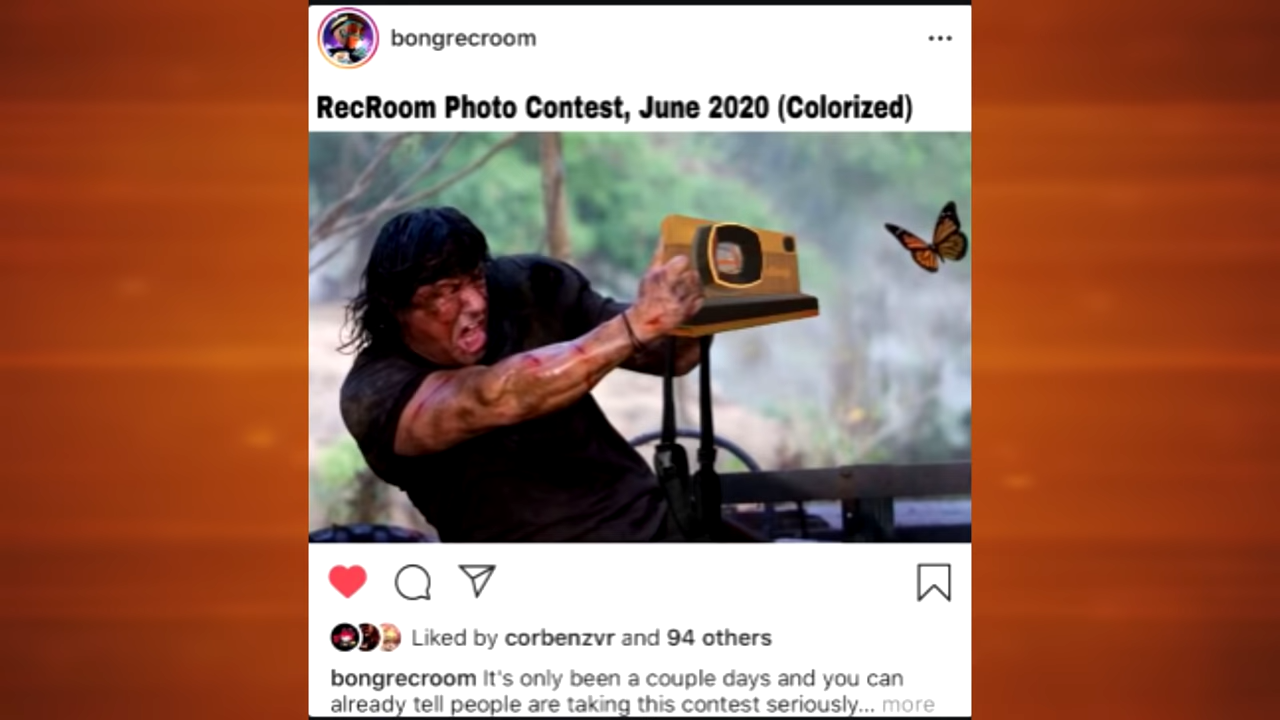 bongrecroom
RecRoom Photo Contest, June 2020 (Colorized)
Liked by corbenzvr and 94 others
bongrecroom It's only been a couple days and you can
already tell people are taking this contest seriously... more